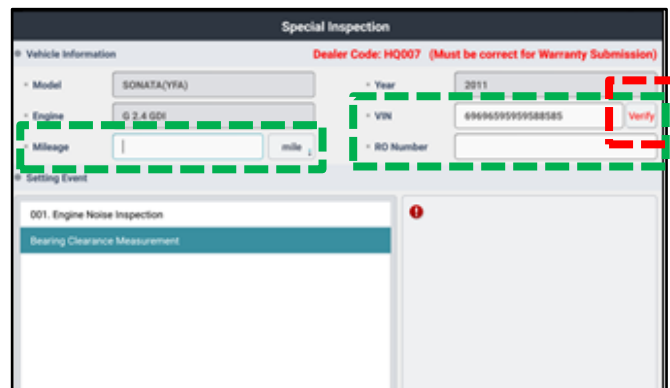 Special Inspection
Vehicle Information Dealer Code: HQ007 (Must be correct for Warranty Submission)
Model SONATA(YFA) Year 2011
Engine G 2.4 GDI VIN 69696595959588585 Verify
Mileage mile RO Number
Setting Event
001. Engine Noise Inspection
Bearing Clearance Measurement